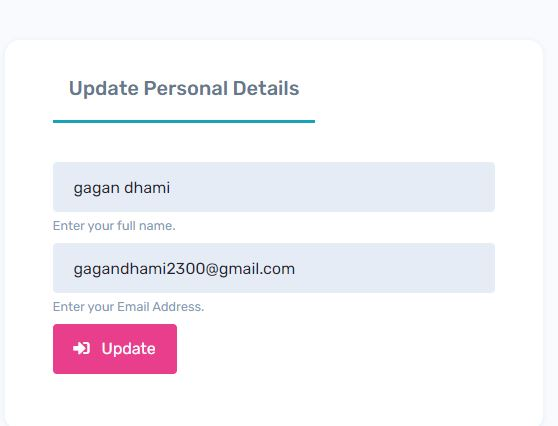 Update Personal Details
gagan dhami
Enter your full name.
gagandhami2300@gmail.com
Enter your Email Address.
Update